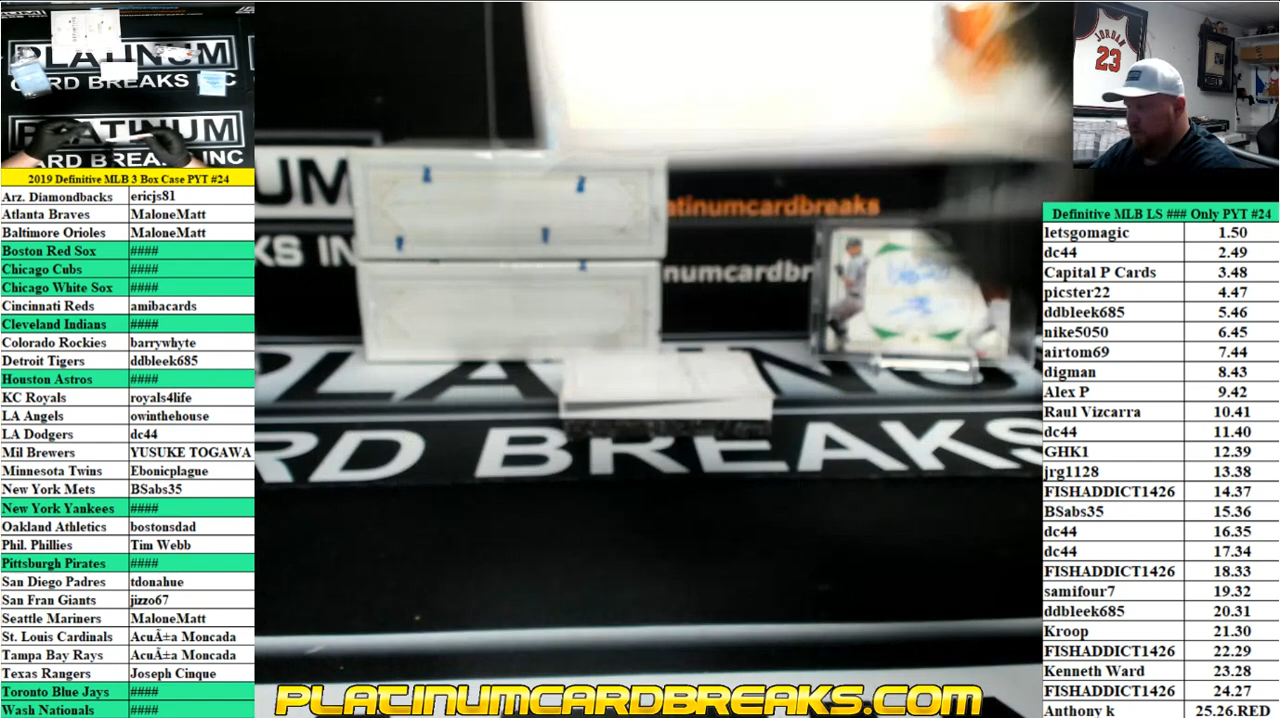 PLATINUM
CARD BREAKS INC
PLATINUM
CARD BREAKS INC
2019 Definitive MLB 3 Box Case PYT #24
Arz. Diamondbacks ericjs81
Atlanta Braves MaloneMatt
Baltimore Orioles MaloneMatt
Boston Red Sox ####
Chicago Cubs ####
Chicago White Sox ####
Cincinnati Reds amibacards
Cleveland Indians ####
Colorado Rockies barrywhyte
Detroit Tigers ddbleek685
Houston Astros ####
KC Royals royals4life
LA Angels owinthehouse
LA Dodgers dc44
Mil Brewers YUSUKE TOGAWA
Minnesota Twins Ebonicplague
New York Mets BSabs35
New York Yankees ####
Oakland Athletics bostonsdad
Phil. Phillies Tim Webb
Pittsburgh Pirates ####
San Diego Padres tdonahue
San Fran Giants jizzo67
Seattle Mariners MaloneMatt
St. Louis Cardinals AcuÃ±a Moncada
Tampa Bay Rays AcuÃ±a Moncada
Texas Rangers Joseph Cinque
Toronto Blue Jays ####
Wash Nationals ####
UM
KS IN
atinumcardbreaks
numcardbr
PLATINU
RD BREAKS
PLATINUMCARDBREAKS.COM
JORDAN
23
Definitive MLB LS ### Only PYT #24
letsgomagic 1.50
dc44 2.49
Capital P Cards 3.48
picster22 4.47
ddbleek685 5.46
nike5050 6.45
airtom69 7.44
digman 8.43
Alex P 9.42
Raul Vizcarra 10.41
dc44 11.40
GHK1 12.39
jrg1128 13.38
FISHADDICT1426 14.37
BSabs35 15.36
dc44 16.35
dc44 17.34
FISHADDICT1426 18.33
samifour7 19.32
ddbleek685 20.31
Kroop 21.30
FISHADDICT1426 22.29
Kenneth Ward 23.28
FISHADDICT1426 24.27
Anthony k 25.26.RED